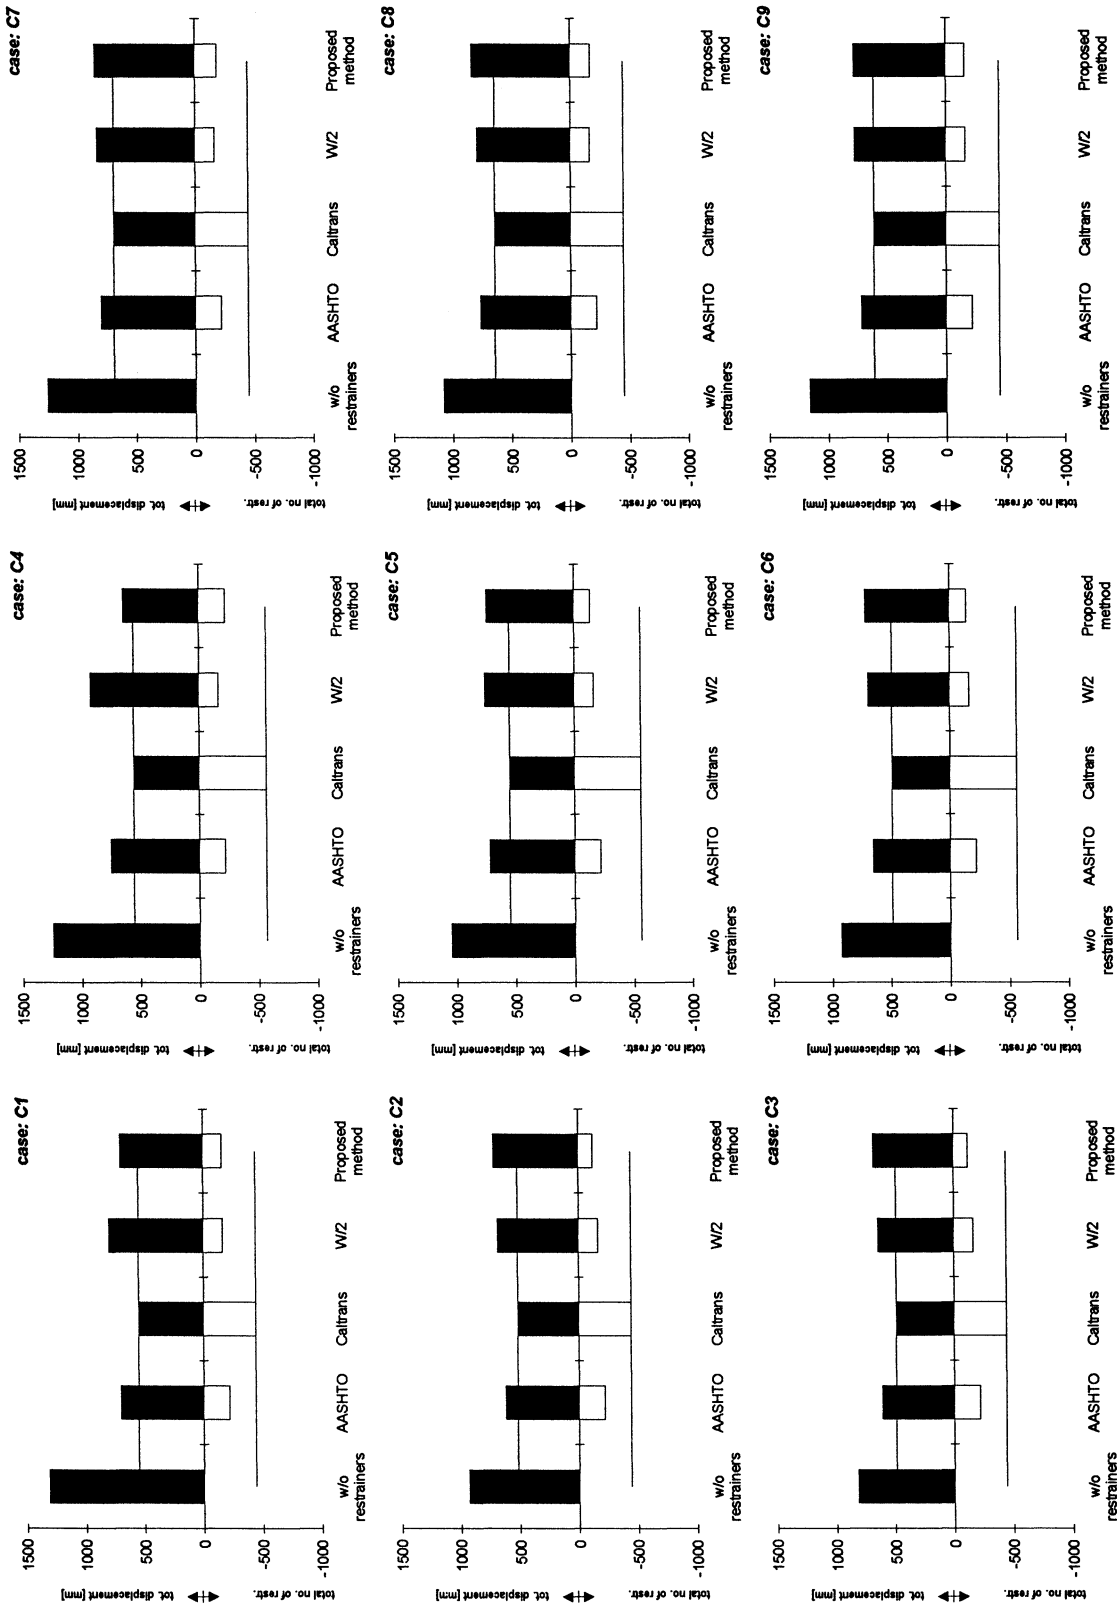 case: C1
1500
1000
500
0
-500
-1000
tot. displacement [mm]
total no. of restr.
w/o
restrainers
AASHTO
Caltrans
W/2
Proposed
method
case: C4
1500
1000
500
0
-500
-1000
tot. displacement [mm]
total no. of restr.
w/o
restrainers
AASHTO
Caltrans
W/2
Proposed
method
case: C7
1500
1000
500
0
-500
-1000
tot. displacement [mm]
total no. of restr.
w/o
restrainers
AASHTO
Caltrans
W/2
Proposed
method
case: C2
1500
1000
500
0
-500
-1000
tot. displacement [mm]
total no. of restr.
w/o
restrainers
AASHTO
Caltrans
W/2
Proposed
method
case: C5
1500
1000
500
0
-500
-1000
tot. displacement [mm]
total no. of restr.
w/o
restrainers
AASHTO
Caltrans
W/2
Proposed
method
case: C8
1500
1000
500
0
-500
-1000
tot. displacement [mm]
total no. of restr.
w/o
restrainers
AASHTO
Caltrans
W/2
Proposed
method
case: C3
1500
1000
500
0
-500
-1000
tot. displacement [mm]
total no. of restr.
w/o
restrainers
AASHTO
Caltrans
W/2
Proposed
method
case: C6
1500
1000
500
0
-500
-1000
tot. displacement [mm]
total no. of restr.
w/o
restrainers
AASHTO
Caltrans
W/2
Proposed
method
case: C9
1500
1000
500
0
-500
-1000
tot. displacement [mm]
total no. of restr.
w/o
restrainers
AASHTO
Caltrans
W/2
Proposed
method